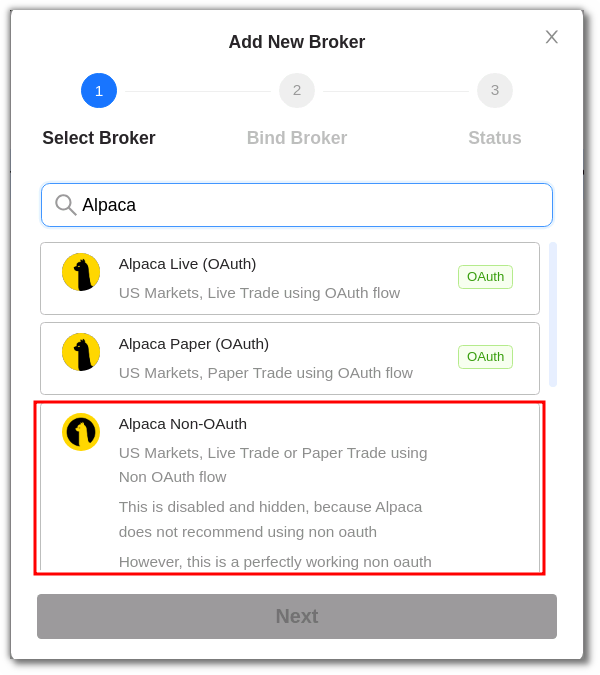 Add New Broker
1
2
3
Select Broker
Bind Broker
Status
Alpaca
Alpaca Live (OAuth)
US Markets, Live Trade using OAuth flow
OAuth
Alpaca Paper (OAuth)
US Markets, Paper Trade using OAuth flow
OAuth
Alpaca Non-OAuth
US Markets, Live Trade or Paper Trade using
Non OAuth flow
This is disabled and hidden, because Alpaca
does not recommend using non oauth
However, this is a perfectly working non oauth
Next